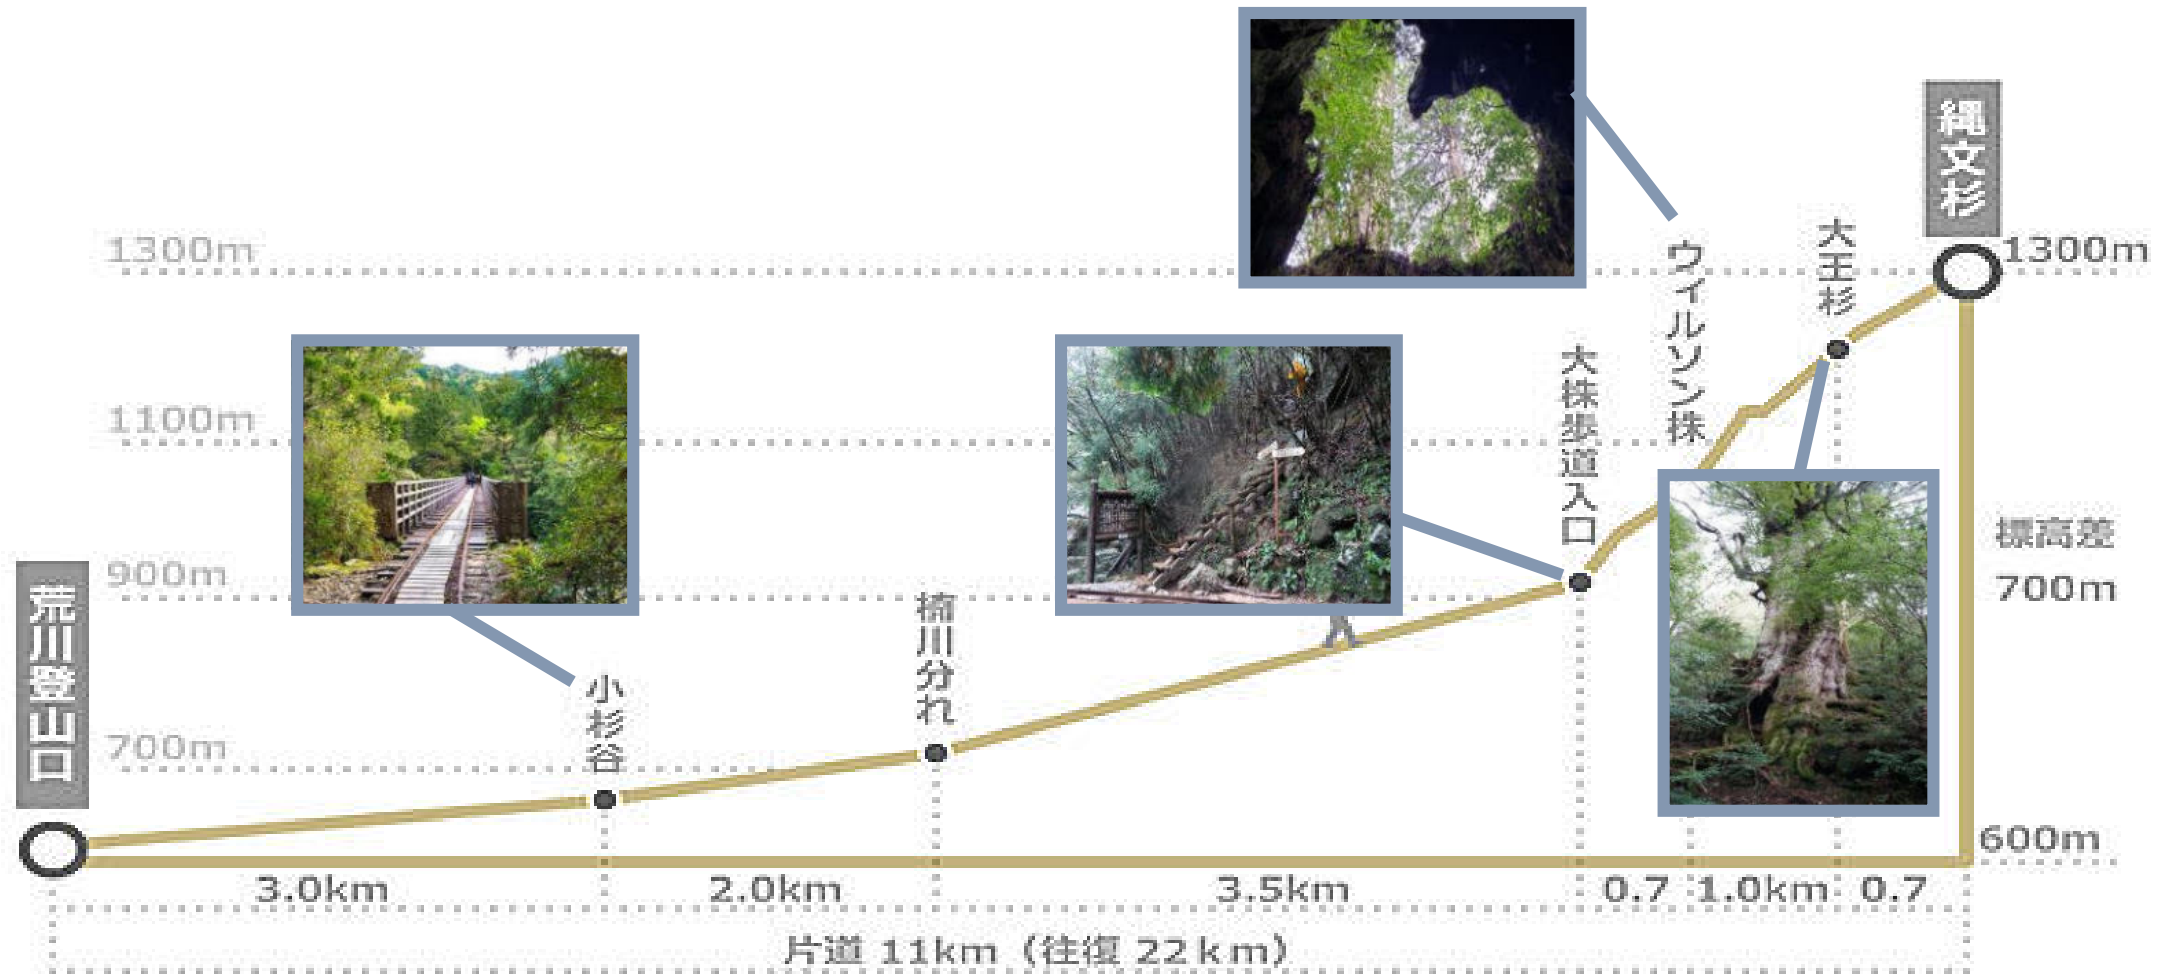 縄文杉
1300m
1300m
大王杉
ウィルソン株
大株歩道入口
1100m
標高差
700m
900m
荒川登山口
楠川分れ
小杉谷
700m
600m
3.0km
2.0km
3.5km
0.7
1.0km
0.7
片道 11km（往復 22km）